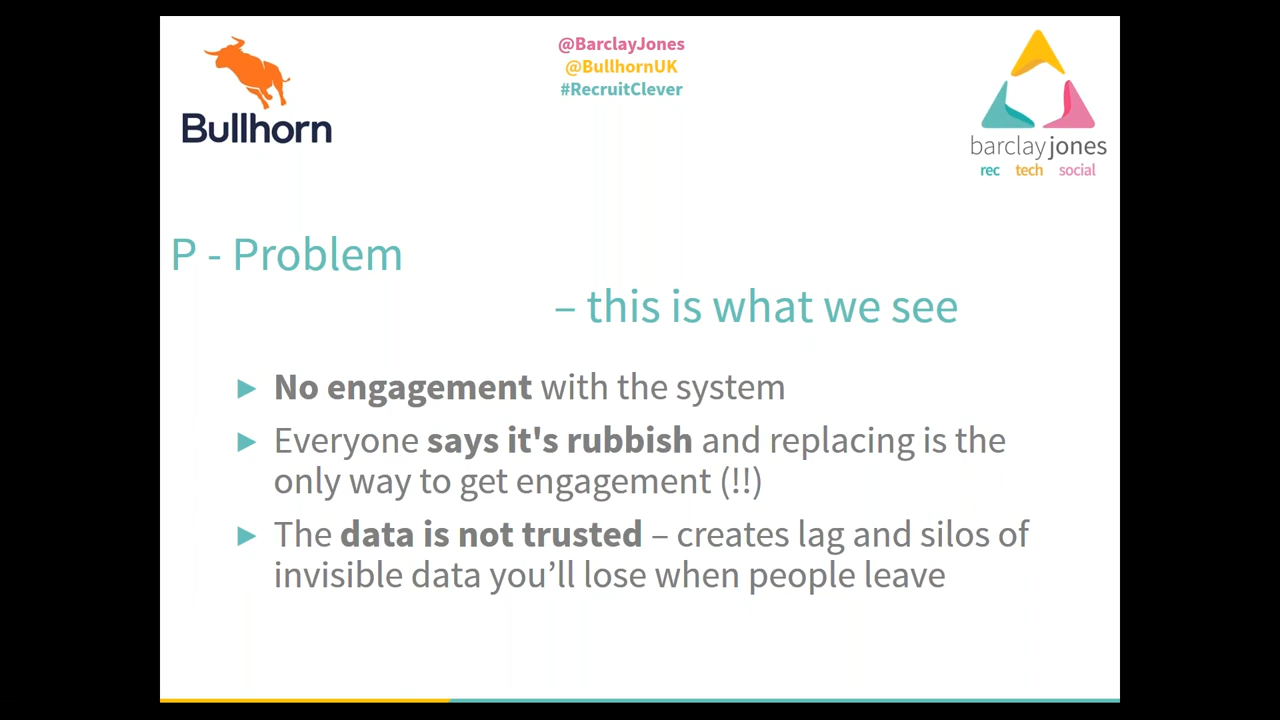 Bullhorn
@BarclayJones
@BullhornUK
#RecruitClever
barclayjones
rec tech social
P - Problem
– this is what we see
► No engagement with the system
► Everyone says it's rubbish and replacing is the
only way to get engagement (!!)
► The data is not trusted – creates lag and silos of
invisible data you’ll lose when people leave